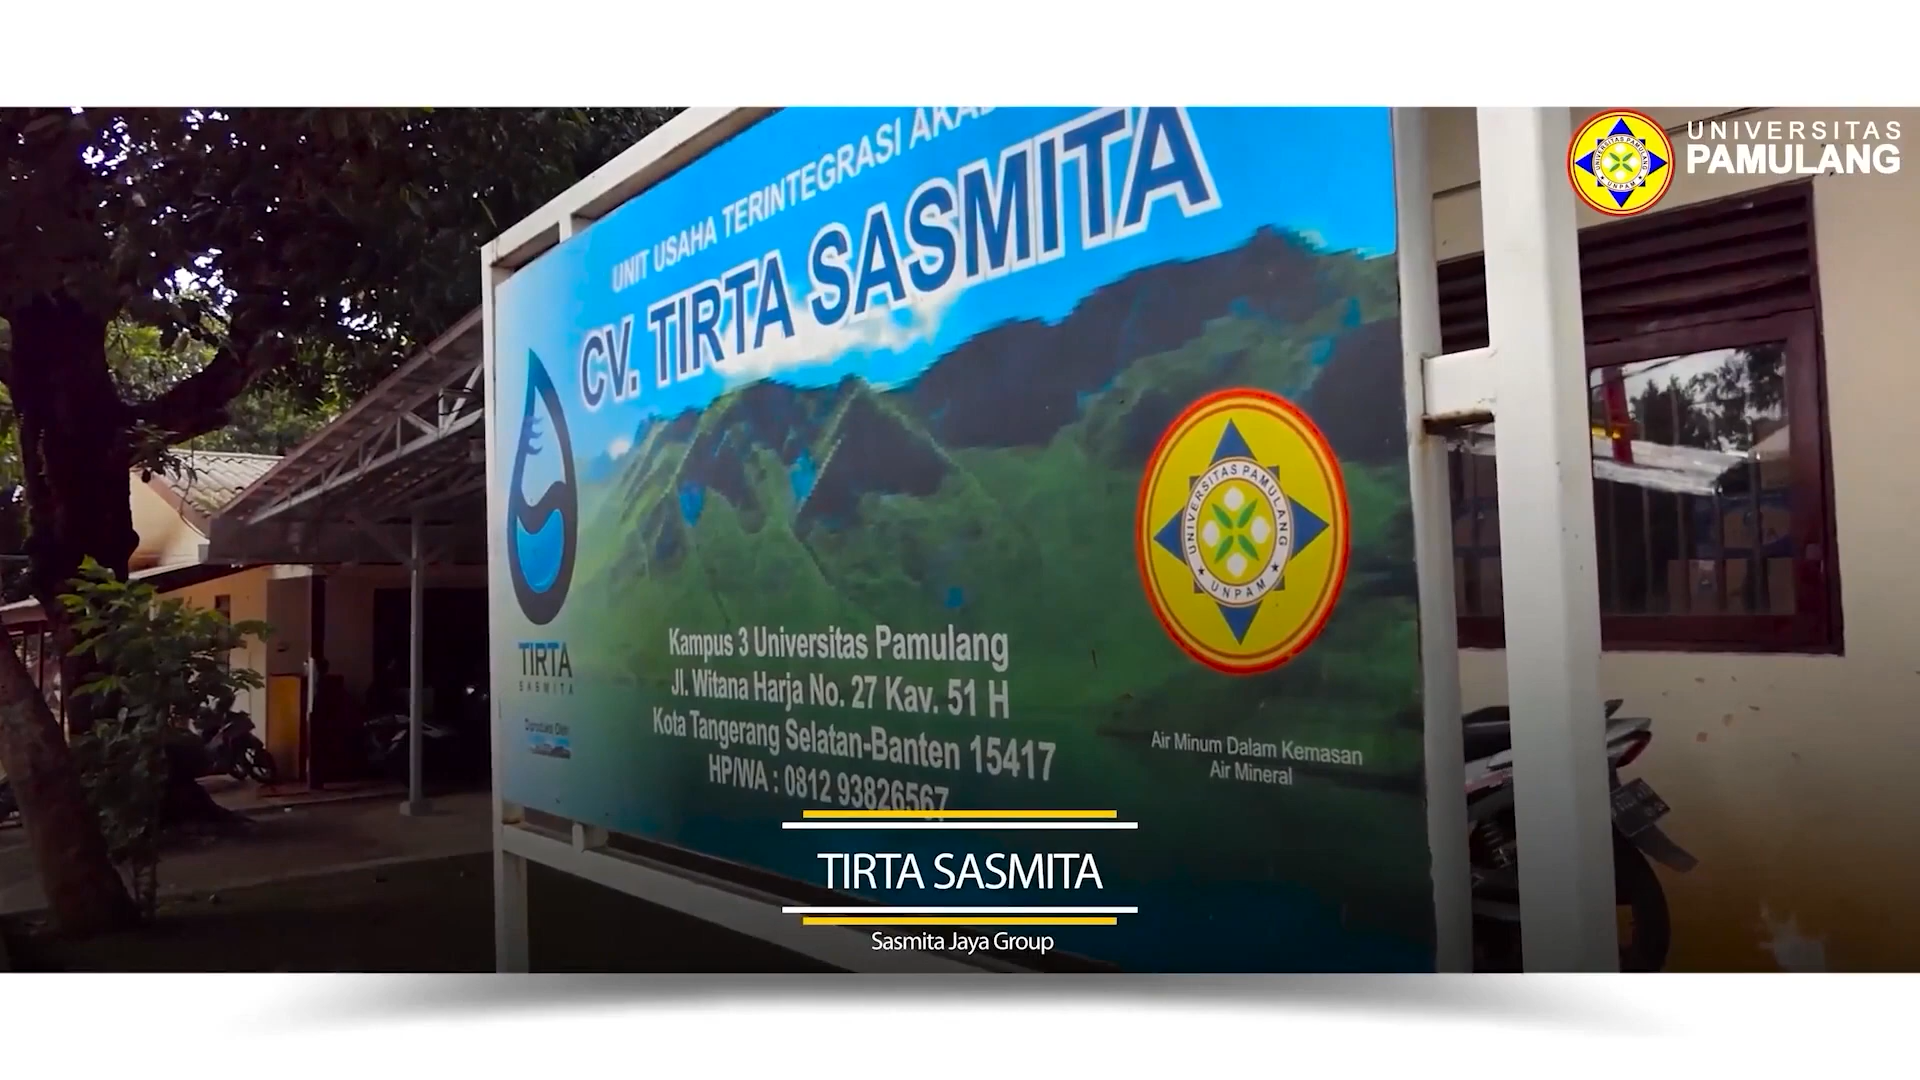 UNIVERSITAS
PAMULANG
UNIT USAHA TERINTEGRASI
CV. TIRTA SASMITA
TIRTA
SASMITA
UNIVERSITAS PAMULANG
UNPAM
Kampus 3 Universitas Pamulang
Jl. Witana Harja No. 27 Kav. 51 H
Kota Tangerang Selatan-Banten 15417
HP/WA : 0812 93826567
Air Minum Dalam Kemasan
Air Mineral
TIRTA SASMITA
Sasmita Jaya Group